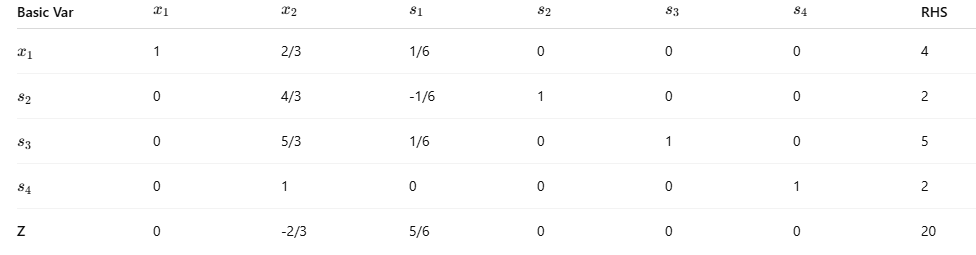 Basic Var x₁ x₂ s₁ s₂ s₃ s₄ RHS
x₁ 1 2/3 1/6 0 0 0 4
s₂ 0 4/3 -1/6 1 0 0 2
s₃ 0 5/3 1/6 0 1 0 5
s₄ 0 1 0 0 0 1 2
Z 0 -2/3 5/6 0 0 0 20